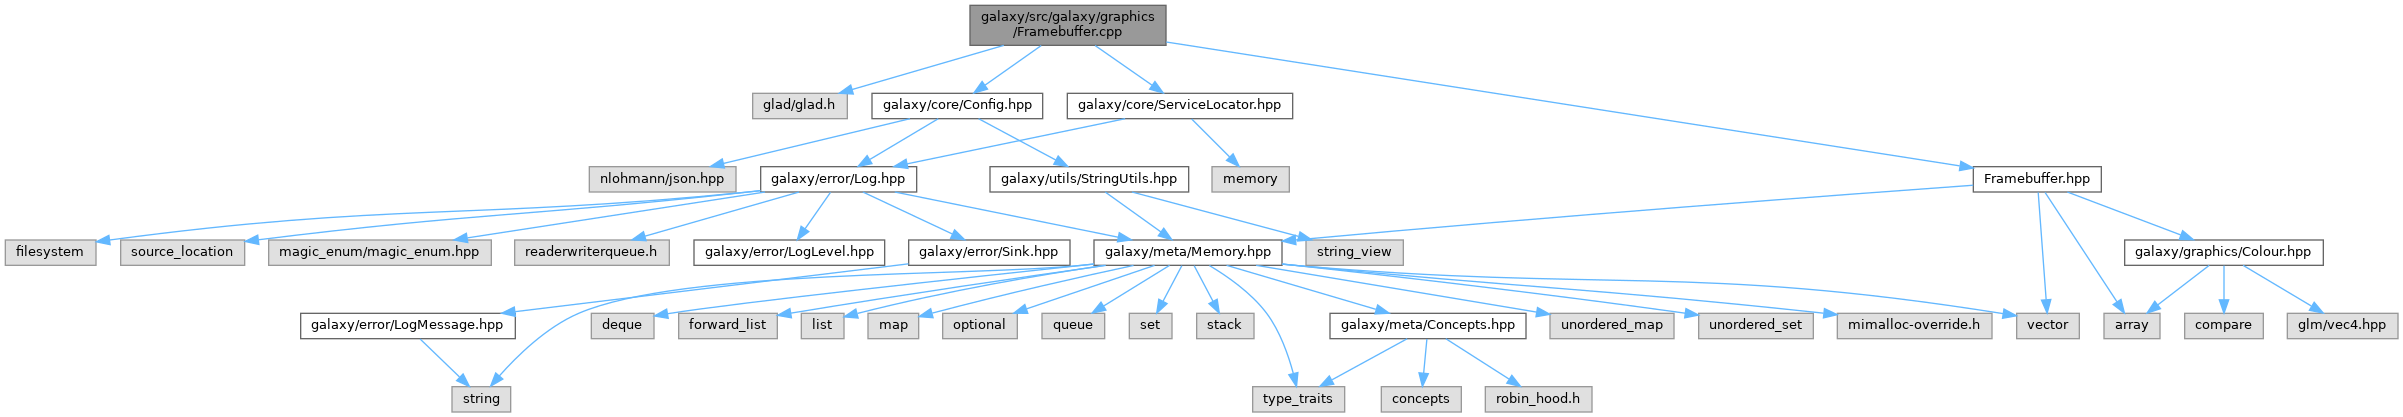 galaxy/src/galaxy/graphics
/Framebuffer.cpp
glad/glad.h
galaxy/core/Config.hpp
galaxy/core/ServiceLocator.hpp
nlohmann/json.hpp
galaxy/error/Log.hpp
galaxy/utils/StringUtils.hpp
memory
Framebuffer.hpp
filesystem
source_location
magic_enum/magic_enum.hpp
readerwriterqueue.h
galaxy/error/LogLevel.hpp
galaxy/error/Sink.hpp
galaxy/meta/Memory.hpp
string_view
galaxy/graphics/Colour.hpp
galaxy/error/LogMessage.hpp
deque
forward_list
list
map
optional
queue
set
stack
galaxy/meta/Concepts.hpp
unordered_map
unordered_set
mimalloc-override.h
vector
array
compare
glm/vec4.hpp
string
type_traits
concepts
robin_hood.h